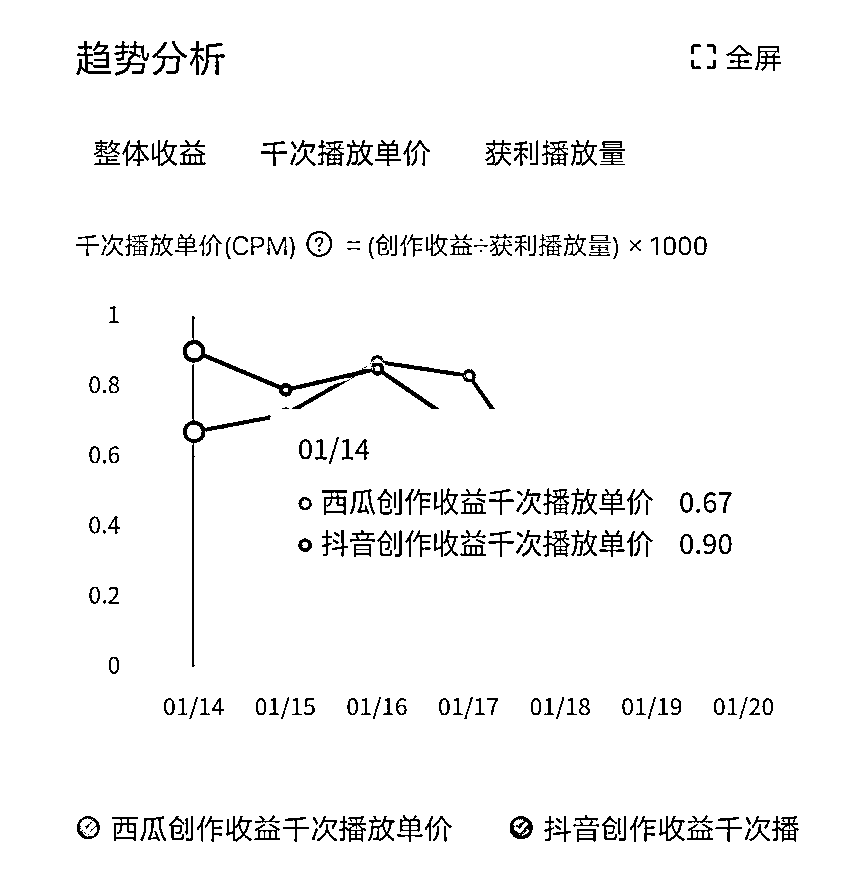 趋势分析 全屏
整体收益 千次播放单价 获利播放量
千次播放单价(CPM) ? = (创作收益÷获利播放量) × 1000
1
0.8
0.6
0.4
0.2
0
01/14
西瓜创作收益千次播放单价 0.67
抖音创作收益千次播放单价 0.90
01/14 01/15 01/16 01/17 01/18 01/19 01/20
西瓜创作收益千次播放单价 抖音创作收益千次播